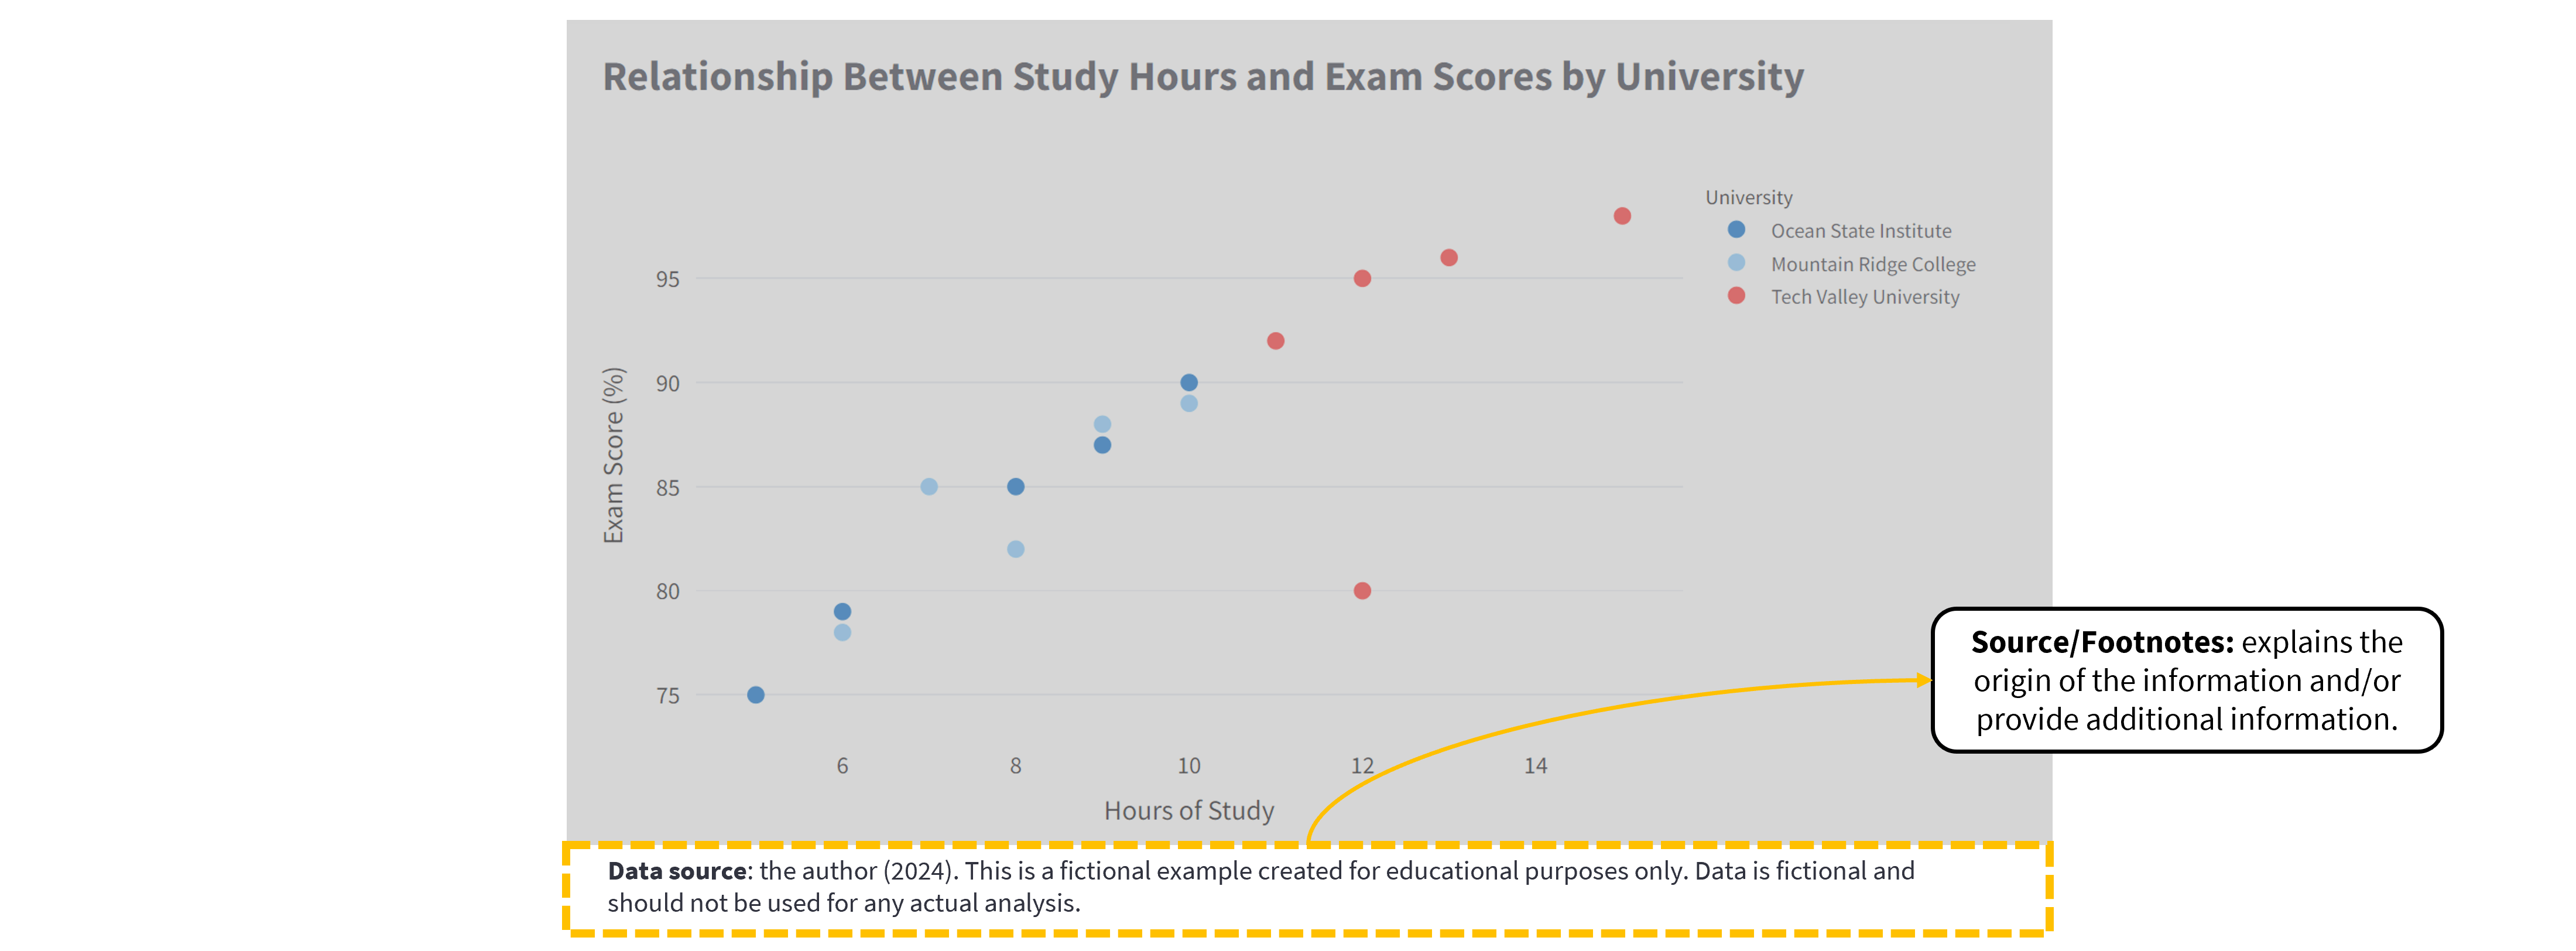 Relationship Between Study Hours and Exam Scores by University
University
Ocean State Institute
Mountain Ridge College
Tech Valley University
Exam Score (%)
95
90
85
80
75
6 8 10 12 14
Hours of Study
Source/Footnotes: explains the
origin of the information and/or
provide additional information.
Data source: the author (2024). This is a fictional example created for educational purposes only. Data is fictional and
should not be used for any actual analysis.